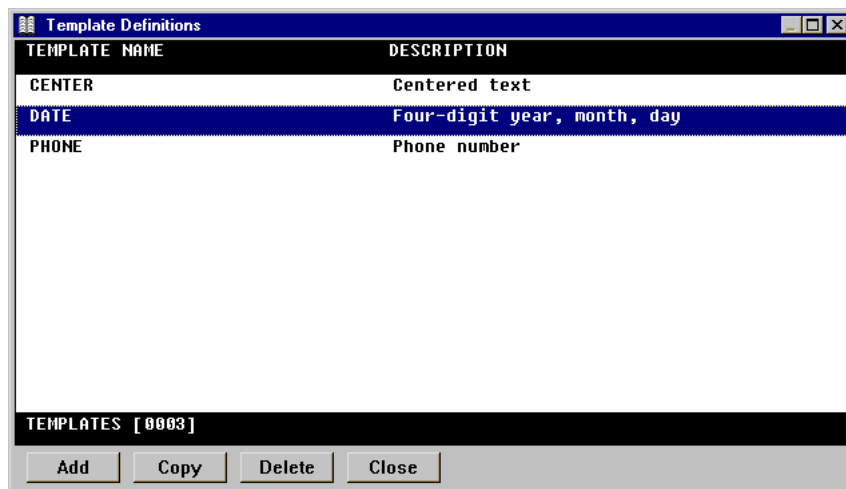 Template Definitions
TEMPLATE NAME DESCRIPTION
CENTER Centered text
DATE Four-digit year, month, day
PHONE Phone number
TEMPLATES [0003]
Add Copy Delete Close